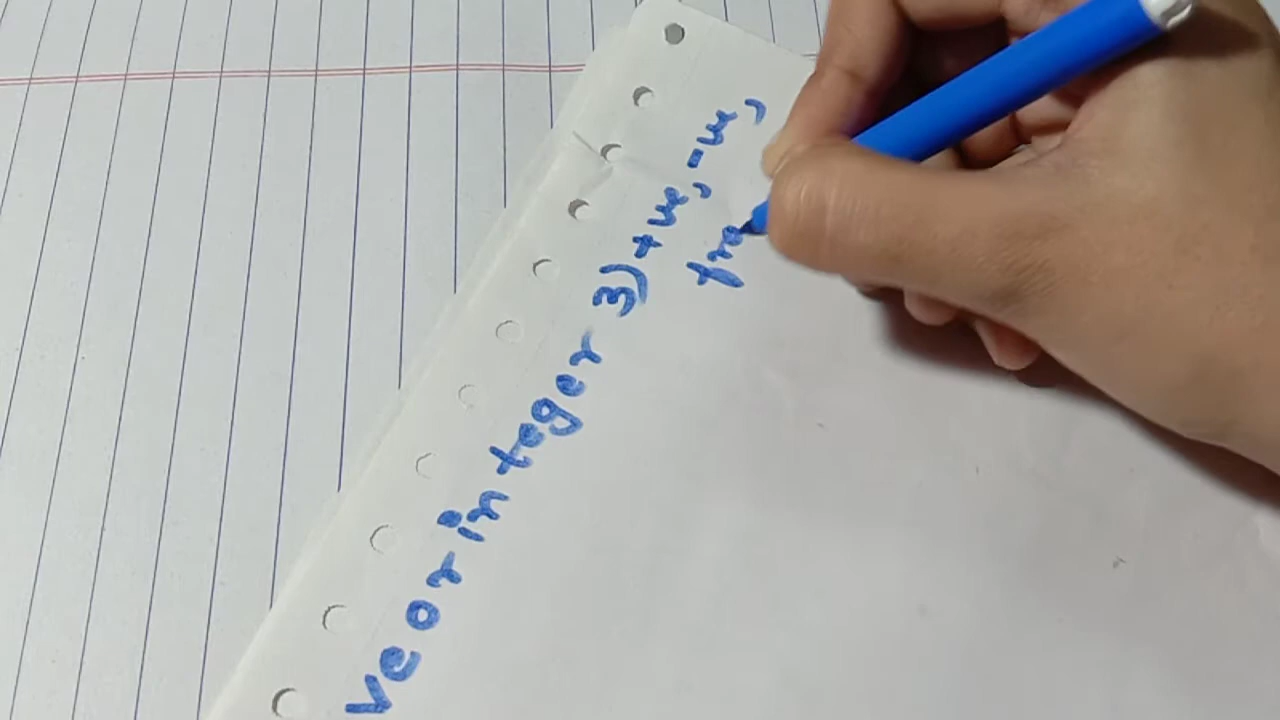 ve or integer 3) +ve, -ve,
fra